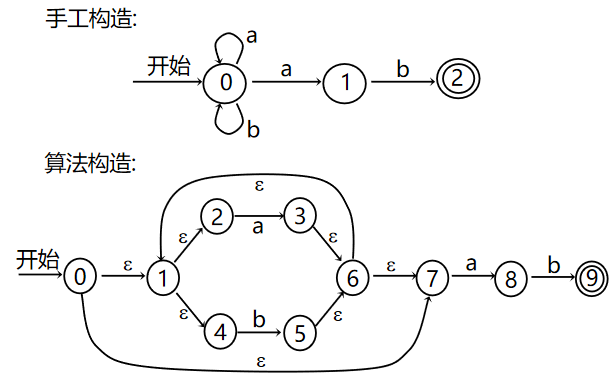 手工构造:
a
开始 0 a 1 b 2
b
算法构造:
ε
2 a 3
ε ε
开始 0 ε 1 6 ε 7 a 8 b 9
ε ε
4 b 5
ε